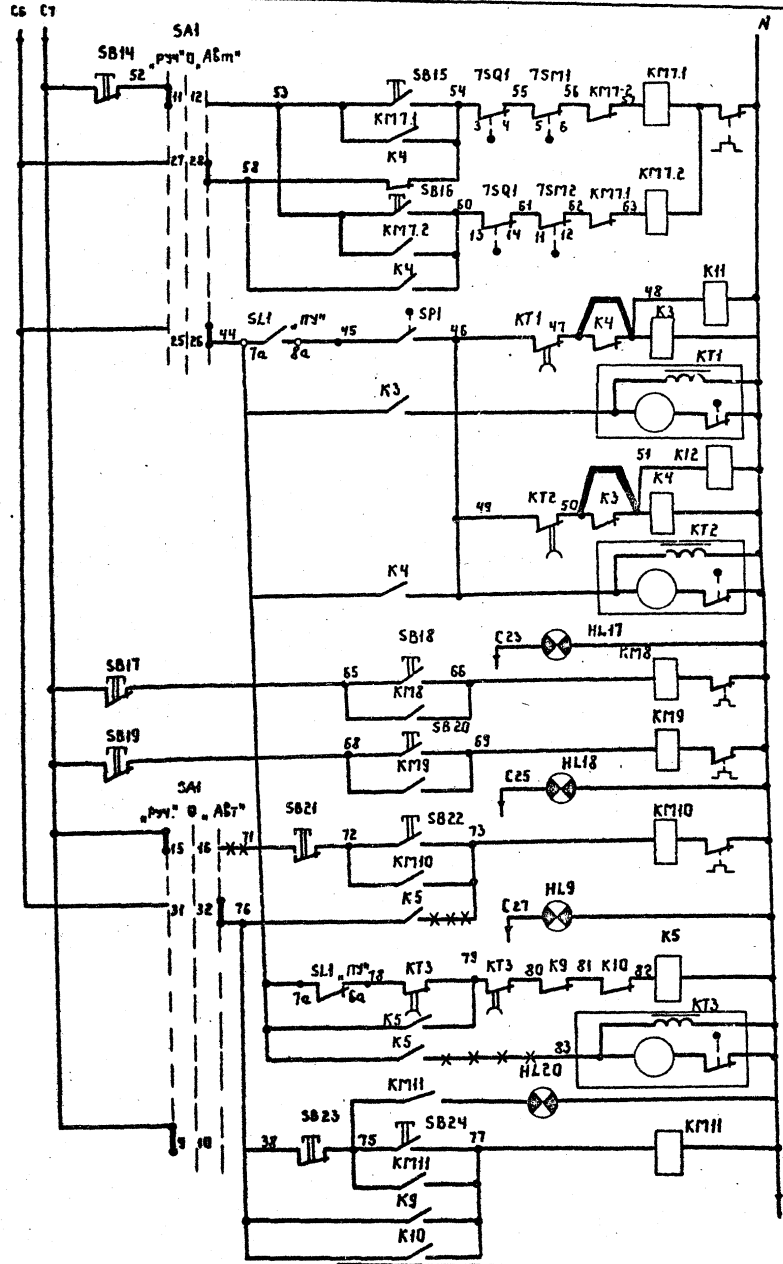 С6 С7 N
SA1
SB14 „РУЧ" 0 „АВТ"
52 53 SB15 54 7SQ1 55 7SM1 56 KM7-2 57 KM7.1
11 12 KM7.1 3 4 5 6
K4
27 28 58 SB16 60 7SQ1 61 7SM2 62 KM7.1 63 KM7.2
KM7.2 13 14 11 12
K4
K11
44 SL1 „ПУ" 45 SP1 46 KT1 47 K4 48 K3
25 26 7а 8а
KT1
K3
51 K12
49 KT2 50 K3 K4
KT2
K4
C23 HL17
SB17 65 SB18 66 KM8
KM8
SB19 68 SB20 69 KM9
KM9
C25 HL18
SA1
„РУЧ." 0 „АВТ"
15 16 71 SB21 72 SB22 73 KM10
KM10
31 32 76 K5 C27 HL9
7а SL1 „ПУ" 6а 78 KT3 79 KT3 80 K9 81 K10 82 K5
K5
K5 83 KT3
HL20
KM11
9 10 38 SB23 75 SB24 77 KM11
KM11
K9
K10